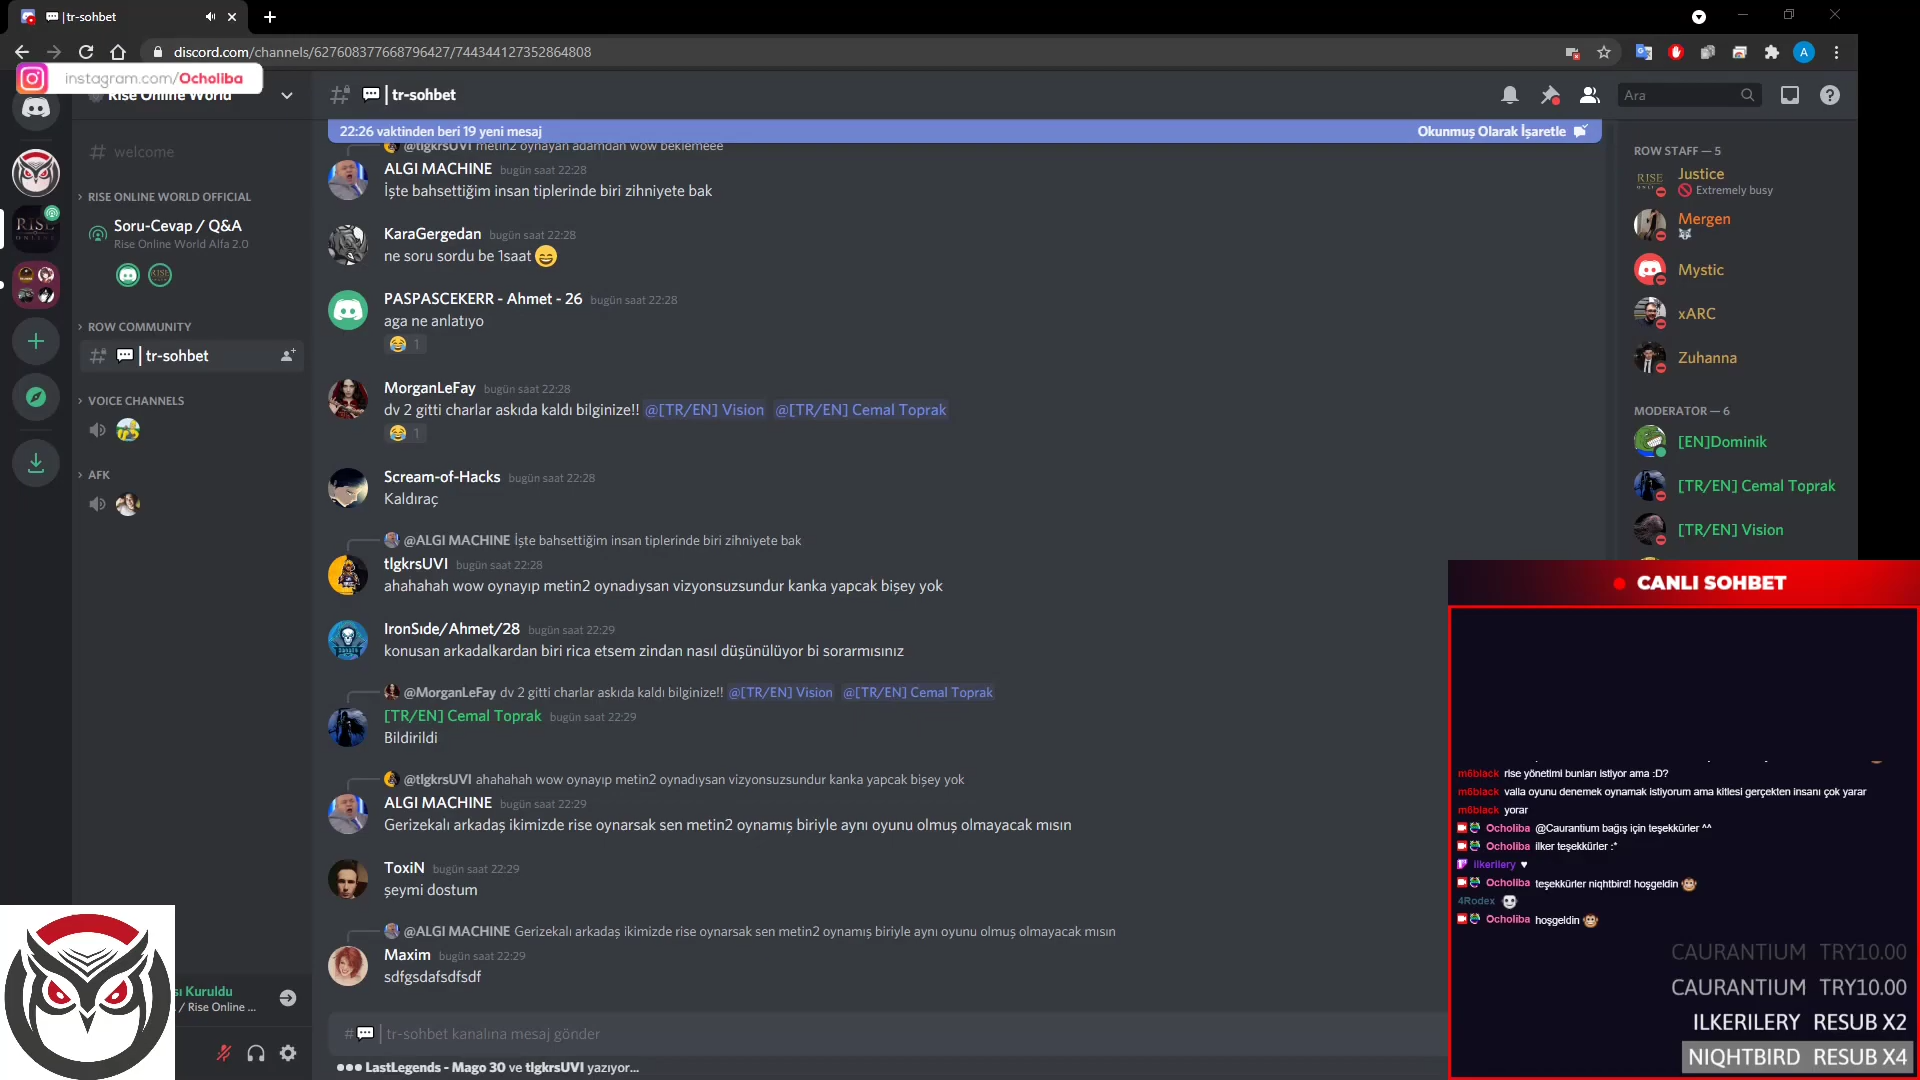 | tr-sohbet
discord.com/channels/627608377668796427/744344127352864808
instagram.com/Ocholiba
Rise Online World
| tr-sohbet
Ara
22:26 vaktinden beri 19 yeni mesaj
Okunmuş Olarak İşaretle
welcome
RISE ONLINE WORLD OFFICIAL
Soru-Cevap / Q&A
Rise Online World Alfa 2.0
ROW COMMUNITY
| tr-sohbet
VOICE CHANNELS
AFK
@tlgkrsUVI metin2 oynayan adamdan wow beklemeee
ALGI MACHINE bugün saat 22:28
İşte bahsettiğim insan tiplerinde biri zihniyete bak
KaraGergedan bugün saat 22:28
ne soru sordu be 1saat 😄
PASPASCEKERR - Ahmet - 26 bugün saat 22:28
aga ne anlatıyo
😂 1
MorganLeFay bugün saat 22:28
dv 2 gitti charlar askıda kaldı bilginize!! @[TR/EN] Vision @[TR/EN] Cemal Toprak
😂 1
Scream-of-Hacks bugün saat 22:28
Kaldıraç
@ALGI MACHINE İşte bahsettiğim insan tiplerinde biri zihniyete bak
tlgkrsUVI bugün saat 22:28
ahahahah wow oynayıp metin2 oynadıysan vizyonsuzsundur kanka yapcak bişey yok
IronSıde/Ahmet/28 bugün saat 22:29
konusan arkadalkardan biri rica etsem zindan nasıl düşünülüyor bi sorarmısınız
@MorganLeFay dv 2 gitti charlar askıda kaldı bilginize!! @[TR/EN] Vision @[TR/EN] Cemal Toprak
[TR/EN] Cemal Toprak bugün saat 22:29
Bildirildi
@tlgkrsUVI ahahahah wow oynayıp metin2 oynadıysan vizyonsuzsundur kanka yapcak bişey yok
ALGI MACHINE bugün saat 22:29
Gerizekalı arkadaş ikimizde rise oynarsak sen metin2 oynamış biriyle aynı oyunu olmuş olmayacak mısın
ToxiN bugün saat 22:29
şeymi dostum
@ALGI MACHINE Gerizekalı arkadaş ikimizde rise oynarsak sen metin2 oynamış biriyle aynı oyunu olmuş olmayacak mısın
Maxim bugün saat 22:29
sdfgsdafsdfsdf
| tr-sohbet kanalına mesaj gönder
LastLegends - Mago 30 ve tlgkrsUVI yazıyor...
sı Kuruldu
/ Rise Online ...
ROW STAFF — 5
Justice
Extremely busy
Mergen
Mystic
xARC
Zuhanna
MODERATOR — 6
[EN]Dominik
[TR/EN] Cemal Toprak
[TR/EN] Vision
CANLI SOHBET
m6black rise yönetimi bunları istiyor ama :D?
m6black valla oyunu denemek oynamak istiyorum ama kitlesi gerçekten insanı çok yarar
m6black yorar
Ocholiba @Caurantium bağış için teşekkürler ^^
Ocholiba ilker teşekkürler :*
ilkerilery ♥
Ocholiba teşekkürler niqhtbird! hoşgeldin
4Rodex
Ocholiba hoşgeldin
CAURANTIUM TRY10.00
CAURANTIUM TRY10.00
ILKERILERY RESUB X2
NIQHTBIRD RESUB X4